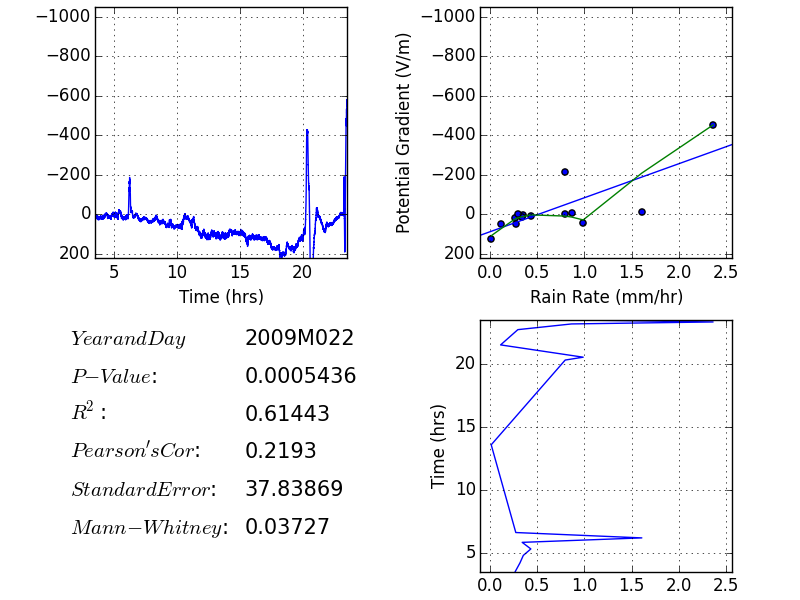 −1000
−800
−600
−400
−200
0
200
5 10 15 20
Time (hrs)
Potential Gradient (V/m)
−1000
−800
−600
−400
−200
0
200
0.0 0.5 1.0 1.5 2.0 2.5
Rain Rate (mm/hr)
YearandDay 2009M022
P−Value: 0.0005436
R²: 0.61443
Pearson'sCor: 0.2193
StandardError: 37.83869
Mann−Whitney: 0.03727
Time (hrs)
20
15
10
5
0.0 0.5 1.0 1.5 2.0 2.5